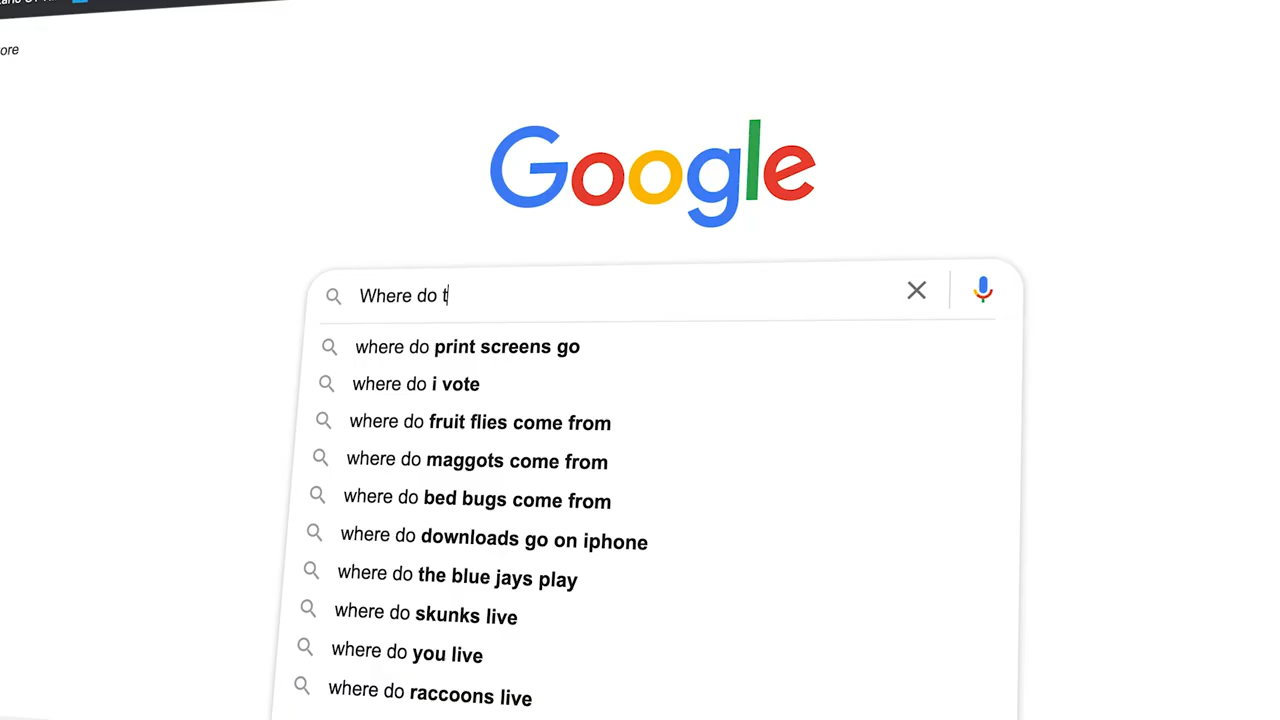 ore
Google
Where do t
where do print screens go
where do i vote
where do fruit flies come from
where do maggots come from
where do bed bugs come from
where do downloads go on iphone
where do the blue jays play
where do skunks live
where do you live
where do raccoons live